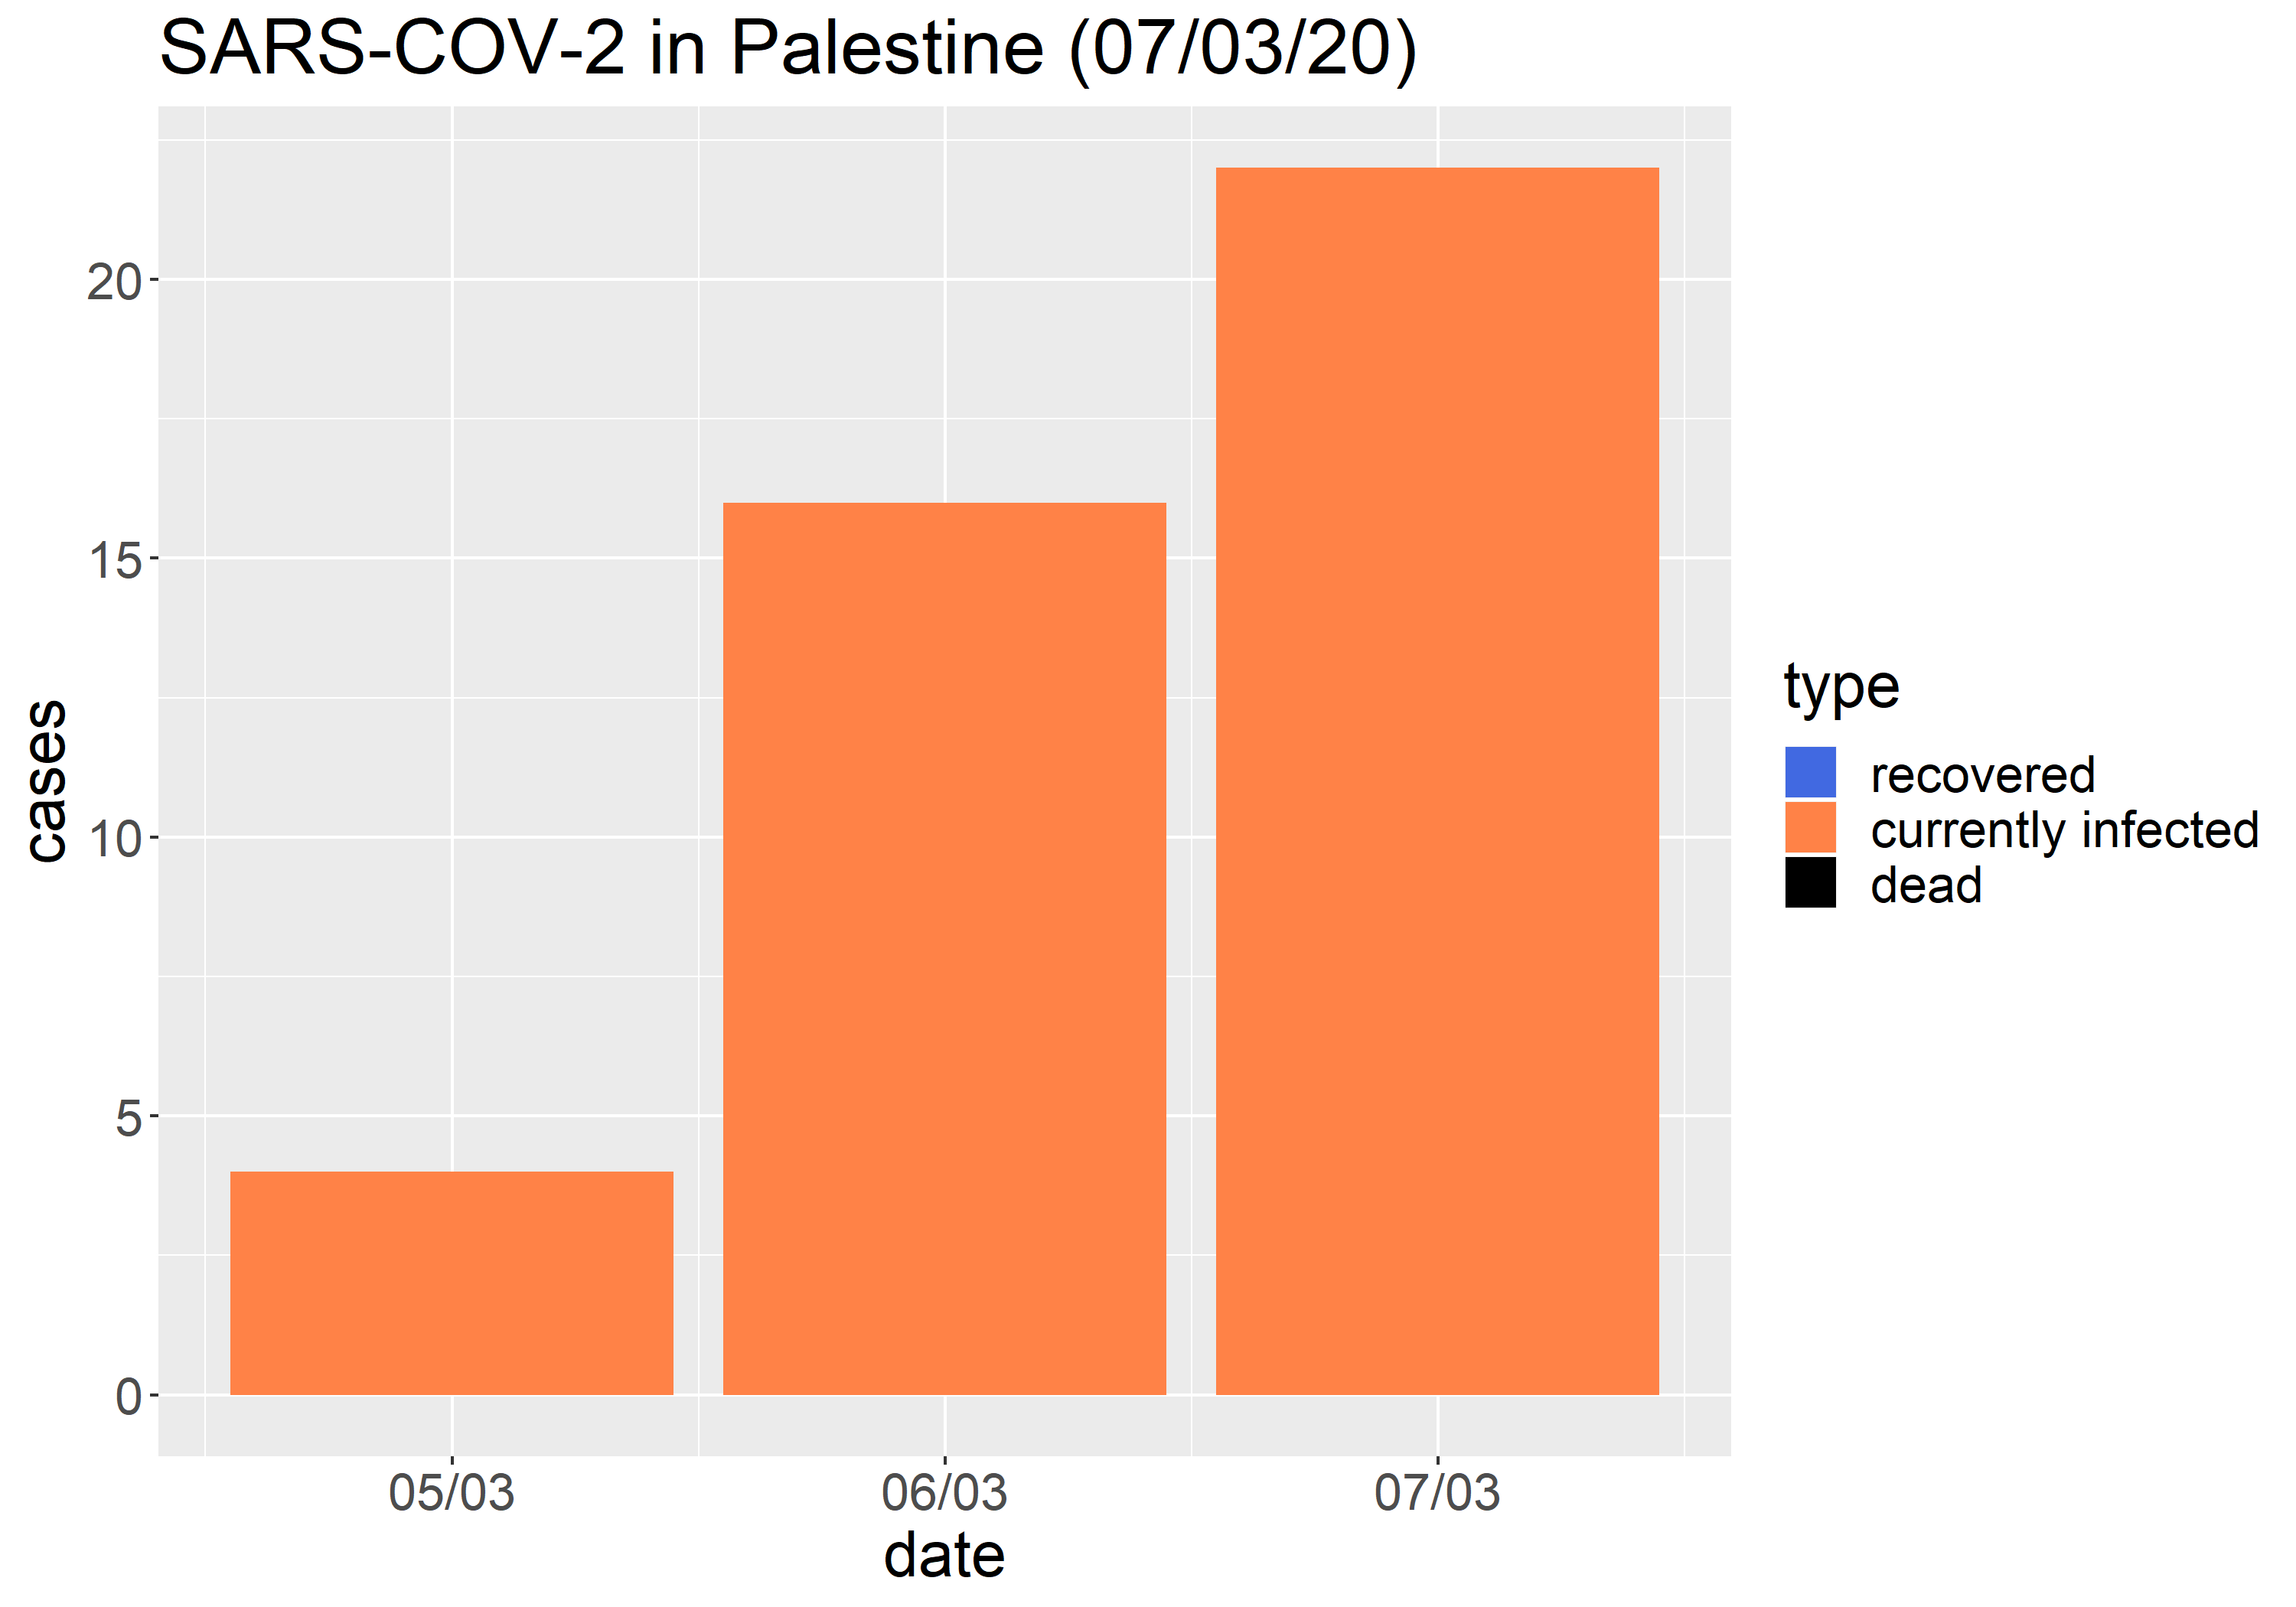 SARS-COV-2 in Palestine (07/03/20)
cases
20
15
10
5
0
05/03 06/03 07/03
date
type
recovered
currently infected
dead